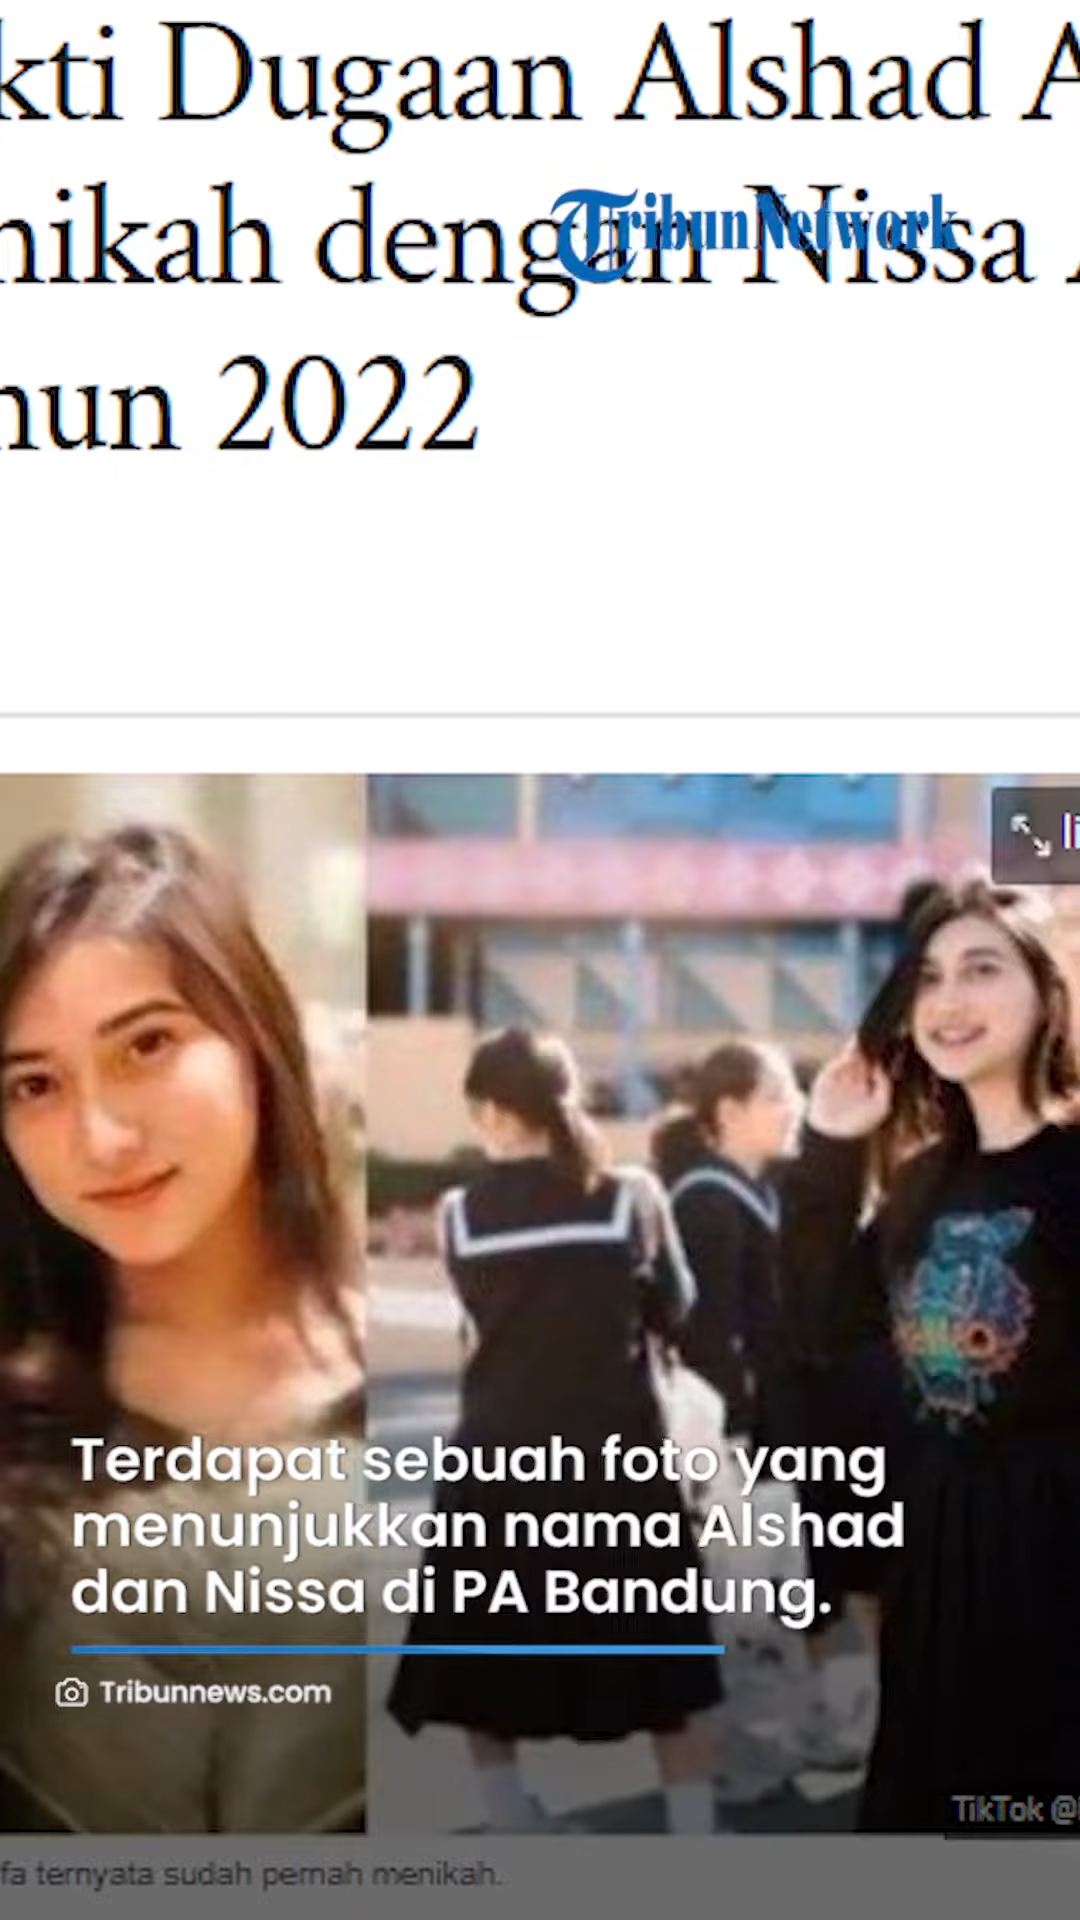 kti Dugaan Alshad A
nikah dengan Nissa
TribunNetwork
hun 2022
Terdapat sebuah foto yang
menunjukkan nama Alshad
dan Nissa di PA Bandung.
Tribunnews.com
TikTok @
fa ternyata sudah pernah menikah.